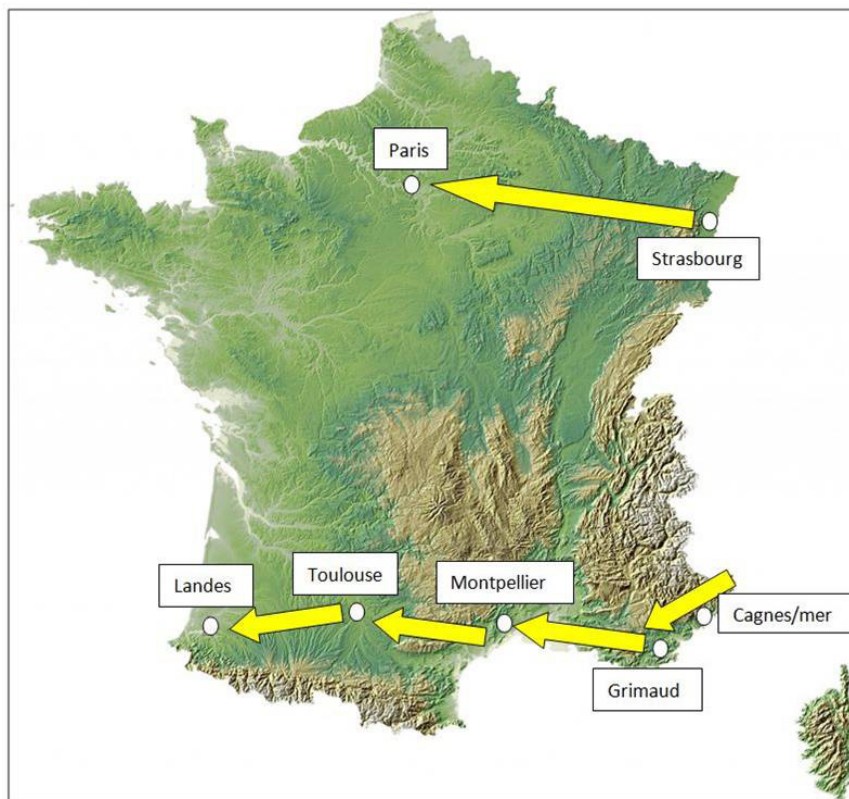 Paris
Strasbourg
Landes
Toulouse
Montpellier
Cagnes/mer
Grimaud